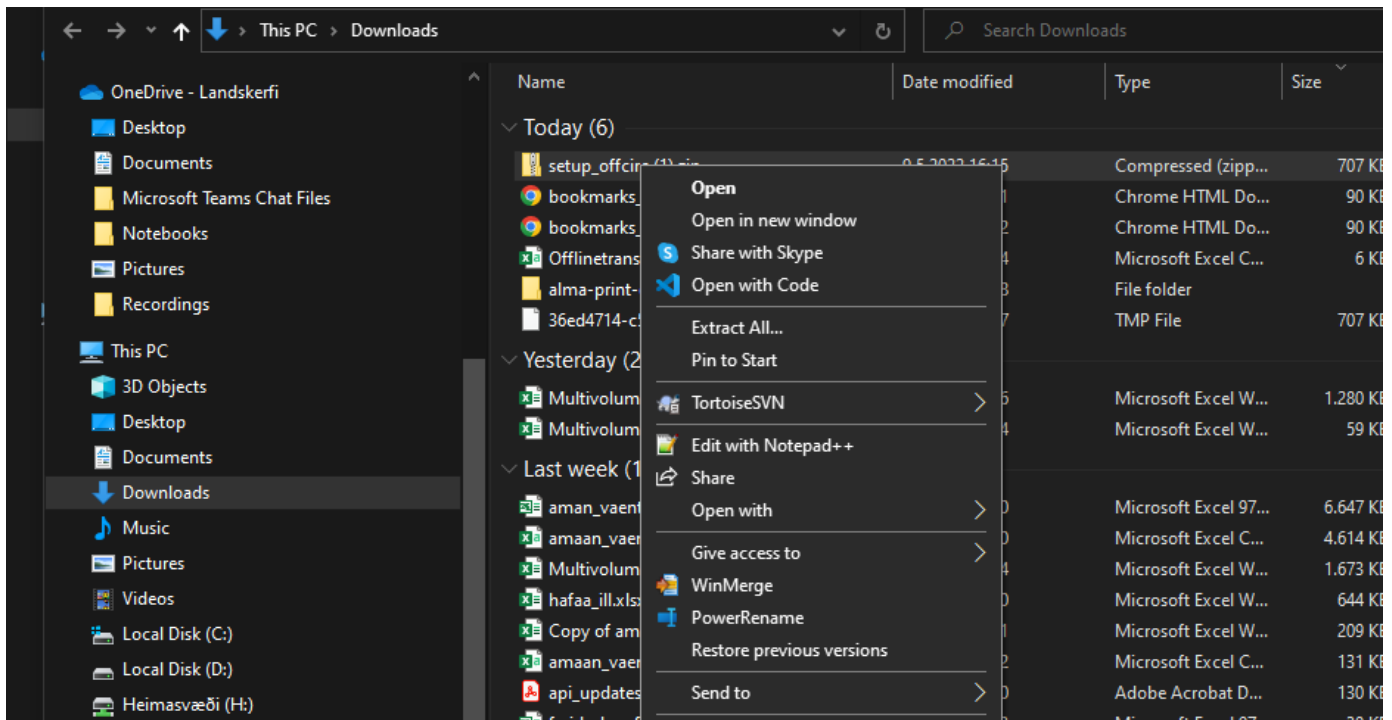 This PC > Downloads
Search Downloads
OneDrive - Landskerfi
Desktop
Documents
Microsoft Teams Chat Files
Notebooks
Pictures
Recordings
This PC
3D Objects
Desktop
Documents
Downloads
Music
Pictures
Videos
Local Disk (C:)
Local Disk (D:)
Heimasvæði (H:)
Name Date modified Type Size
Today (6)
Compressed (zipp... 707 KB
bookmarks_ Chrome HTML Do... 90 KB
bookmarks_ Chrome HTML Do... 90 KB
Offlinetrans Microsoft Excel C... 6 KB
alma-print- File folder
36ed4714-c TMP File 707 KB
Yesterday (2
Multivolum Microsoft Excel W... 1.280 KB
Multivolum Microsoft Excel W... 59 KB
Last week (1
aman_vaen Microsoft Excel 97... 6.647 KB
amaan_vaer Microsoft Excel C... 4.614 KB
Multivolum Microsoft Excel W... 1.673 KB
hafaa_ill.xls Microsoft Excel W... 644 KB
Copy of am Microsoft Excel W... 209 KB
amaan_vaer Microsoft Excel C... 131 KB
api_updates Adobe Acrobat D... 130 KB
Open
Open in new window
Share with Skype
Open with Code
Extract All...
Pin to Start
TortoiseSVN
Edit with Notepad++
Share
Open with
Give access to
WinMerge
PowerRename
Restore previous versions
Send to